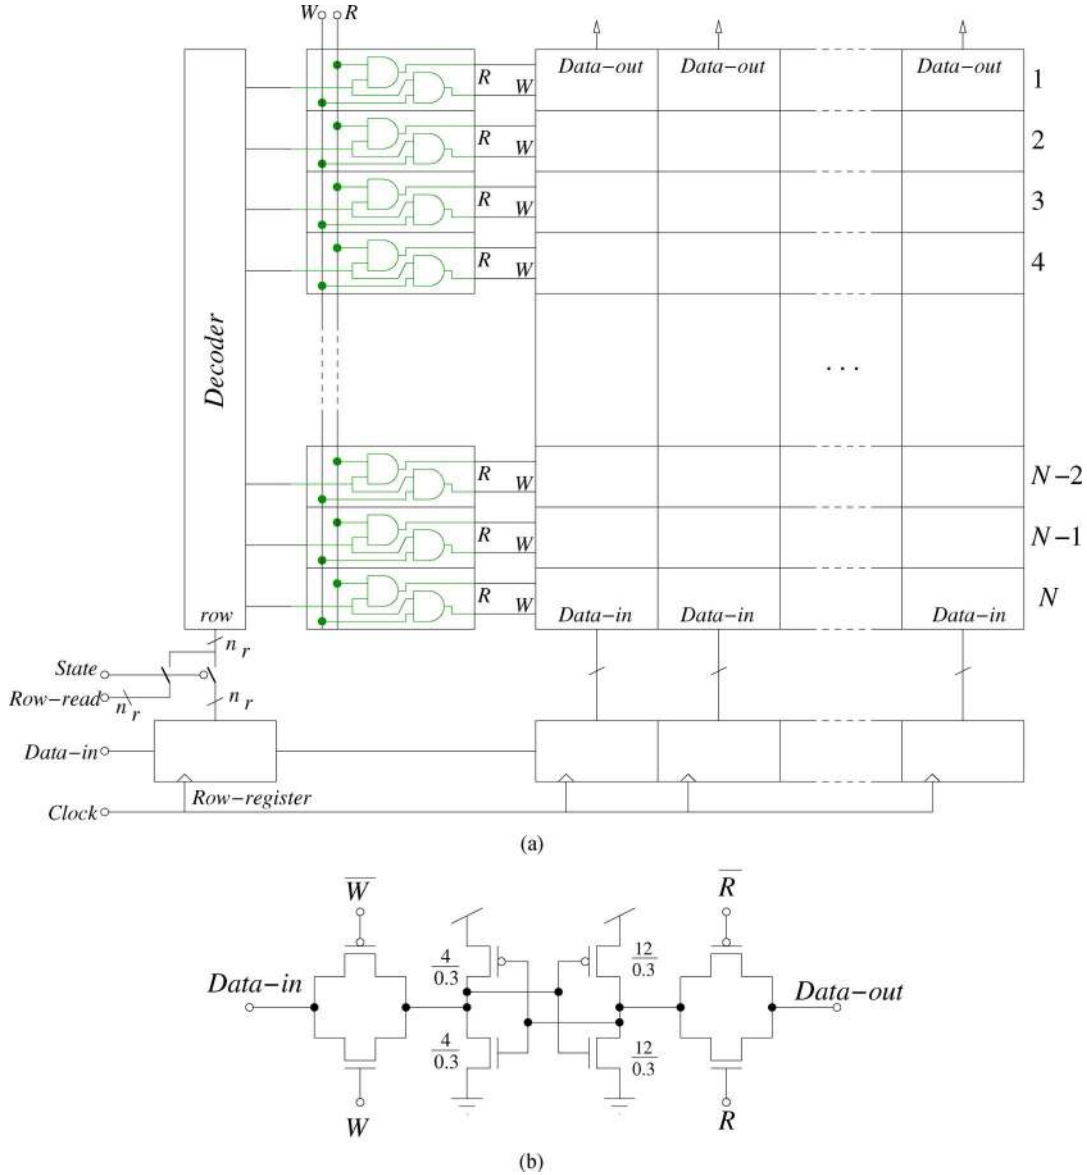 W R
Data-out Data-out Data-out
R W 1
R W 2
R W 3
R W 4
Decoder
...
R W N-2
R W N-1
R W N
row Data-in Data-in Data-in
n r
State
Row-read n r n r
Data-in
Row-register
Clock
(a)
W R
4/0.3 12/0.3
Data-in Data-out
4/0.3 12/0.3
W R
(b)